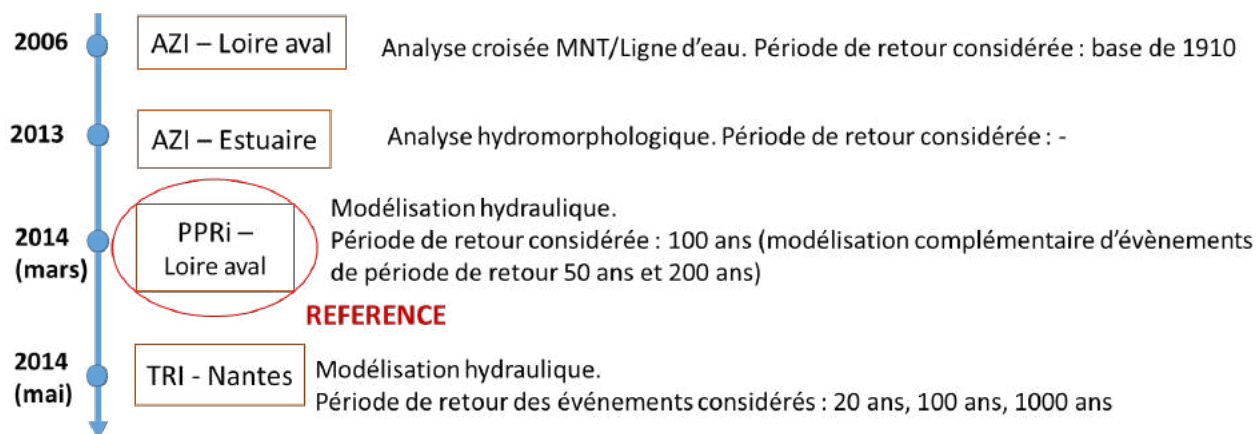 2006
AZI – Loire aval
Analyse croisée MNT/Ligne d'eau. Période de retour considérée : base de 1910
2013
AZI – Estuaire
Analyse hydromorphologique. Période de retour considérée : -
2014
(mars)
PPRi –
Loire aval
Modélisation hydraulique.
Période de retour considérée : 100 ans (modélisation complémentaire d'évènements
de période de retour 50 ans et 200 ans)
REFERENCE
2014
(mai)
TRI - Nantes
Modélisation hydraulique.
Période de retour des événements considérés : 20 ans, 100 ans, 1000 ans